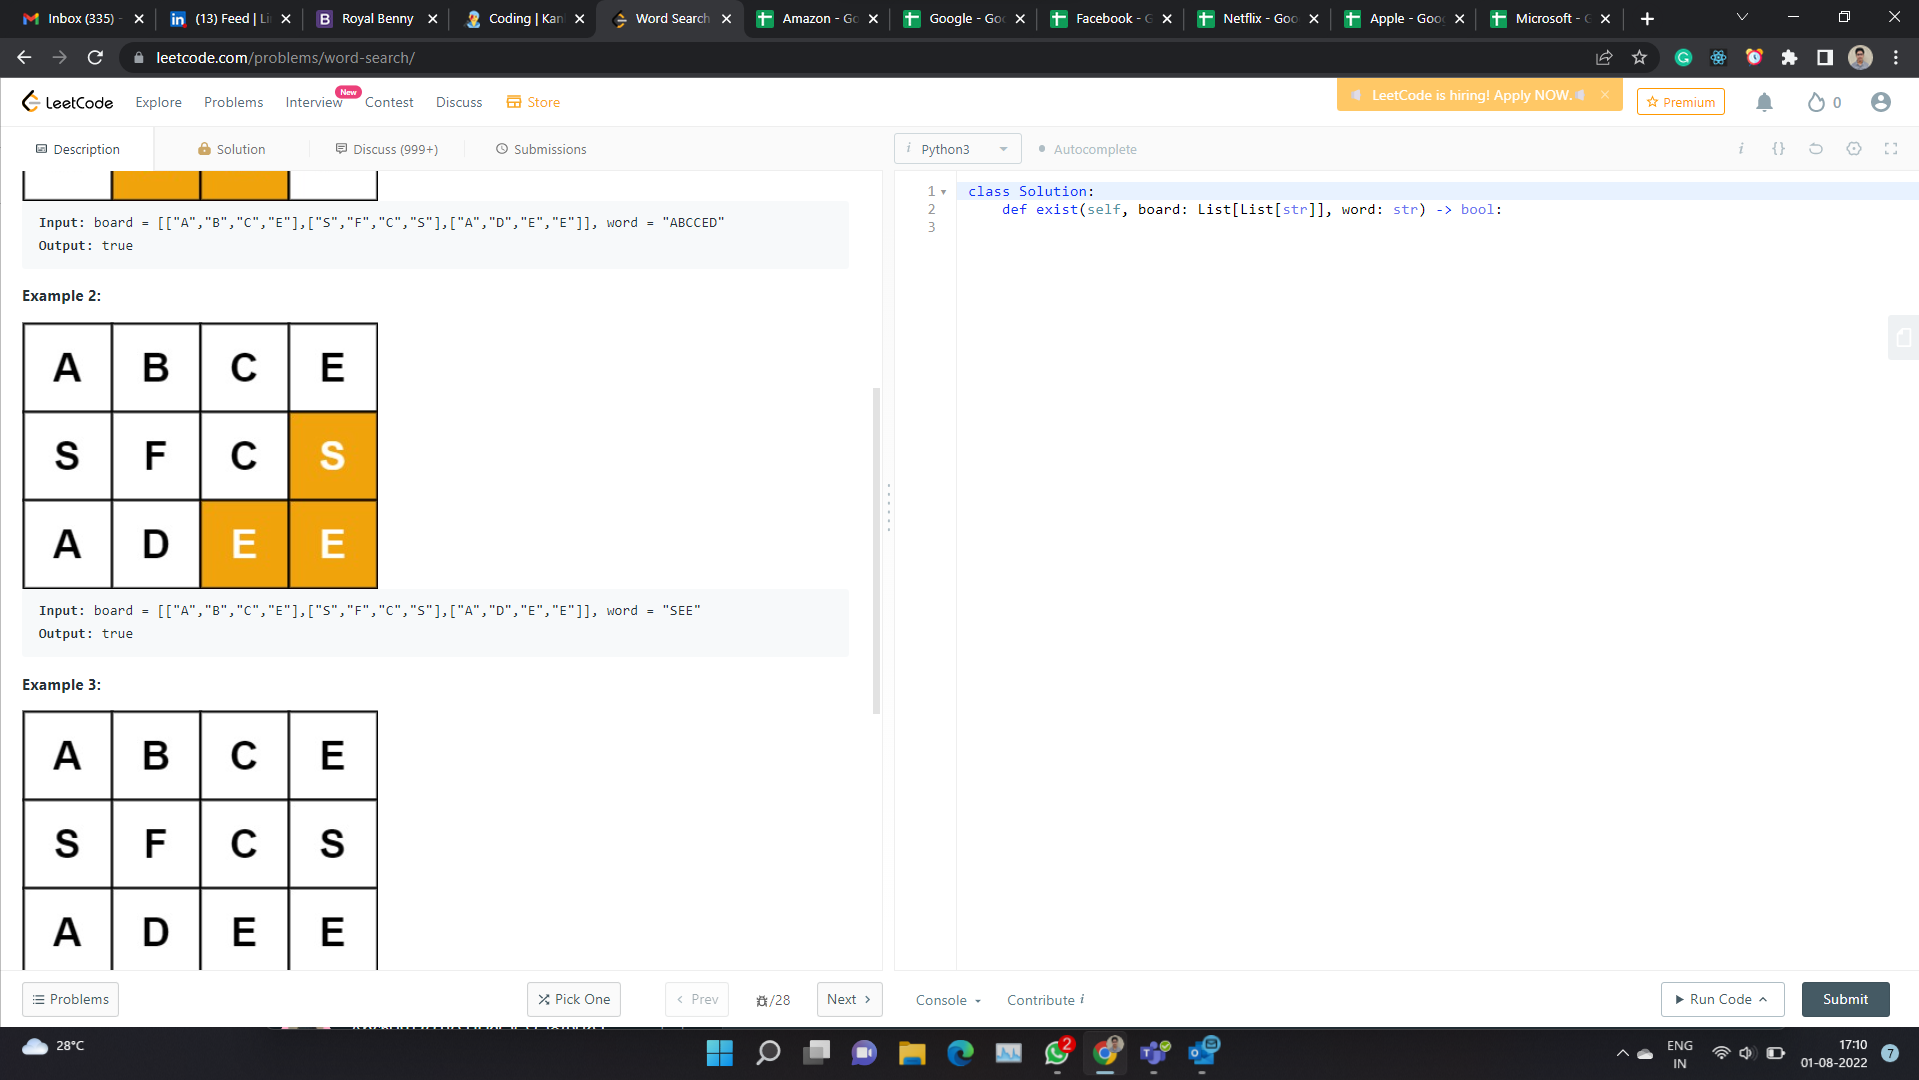 Inbox (335) -
(13) Feed | Li
Royal Benny
Coding | Kan
Word Search
Amazon - Go
Google - Goo
Facebook - G
Netflix - Goo
Apple - Goog
Microsoft - G
leetcode.com/problems/word-search/
LeetCode
Explore
Problems
Interview
New
Contest
Discuss
Store
LeetCode is hiring! Apply NOW.
Premium
0
Description
Solution
Discuss (999+)
Submissions
i Python3
Autocomplete
i {}
Input: board = [["A","B","C","E"],["S","F","C","S"],["A","D","E","E"]], word = "ABCCED"
Output: true
Example 2:
A B C E
S F C S
A D E E
Input: board = [["A","B","C","E"],["S","F","C","S"],["A","D","E","E"]], word = "SEE"
Output: true
Example 3:
A B C E
S F C S
A D E E
1 class Solution:
2 def exist(self, board: List[List[str]], word: str) -> bool:
3
Problems
Pick One
< Prev
/28
Next >
Console
Contribute i
Run Code
Submit
28°C
2
ENG
IN
17:10
01-08-2022
7